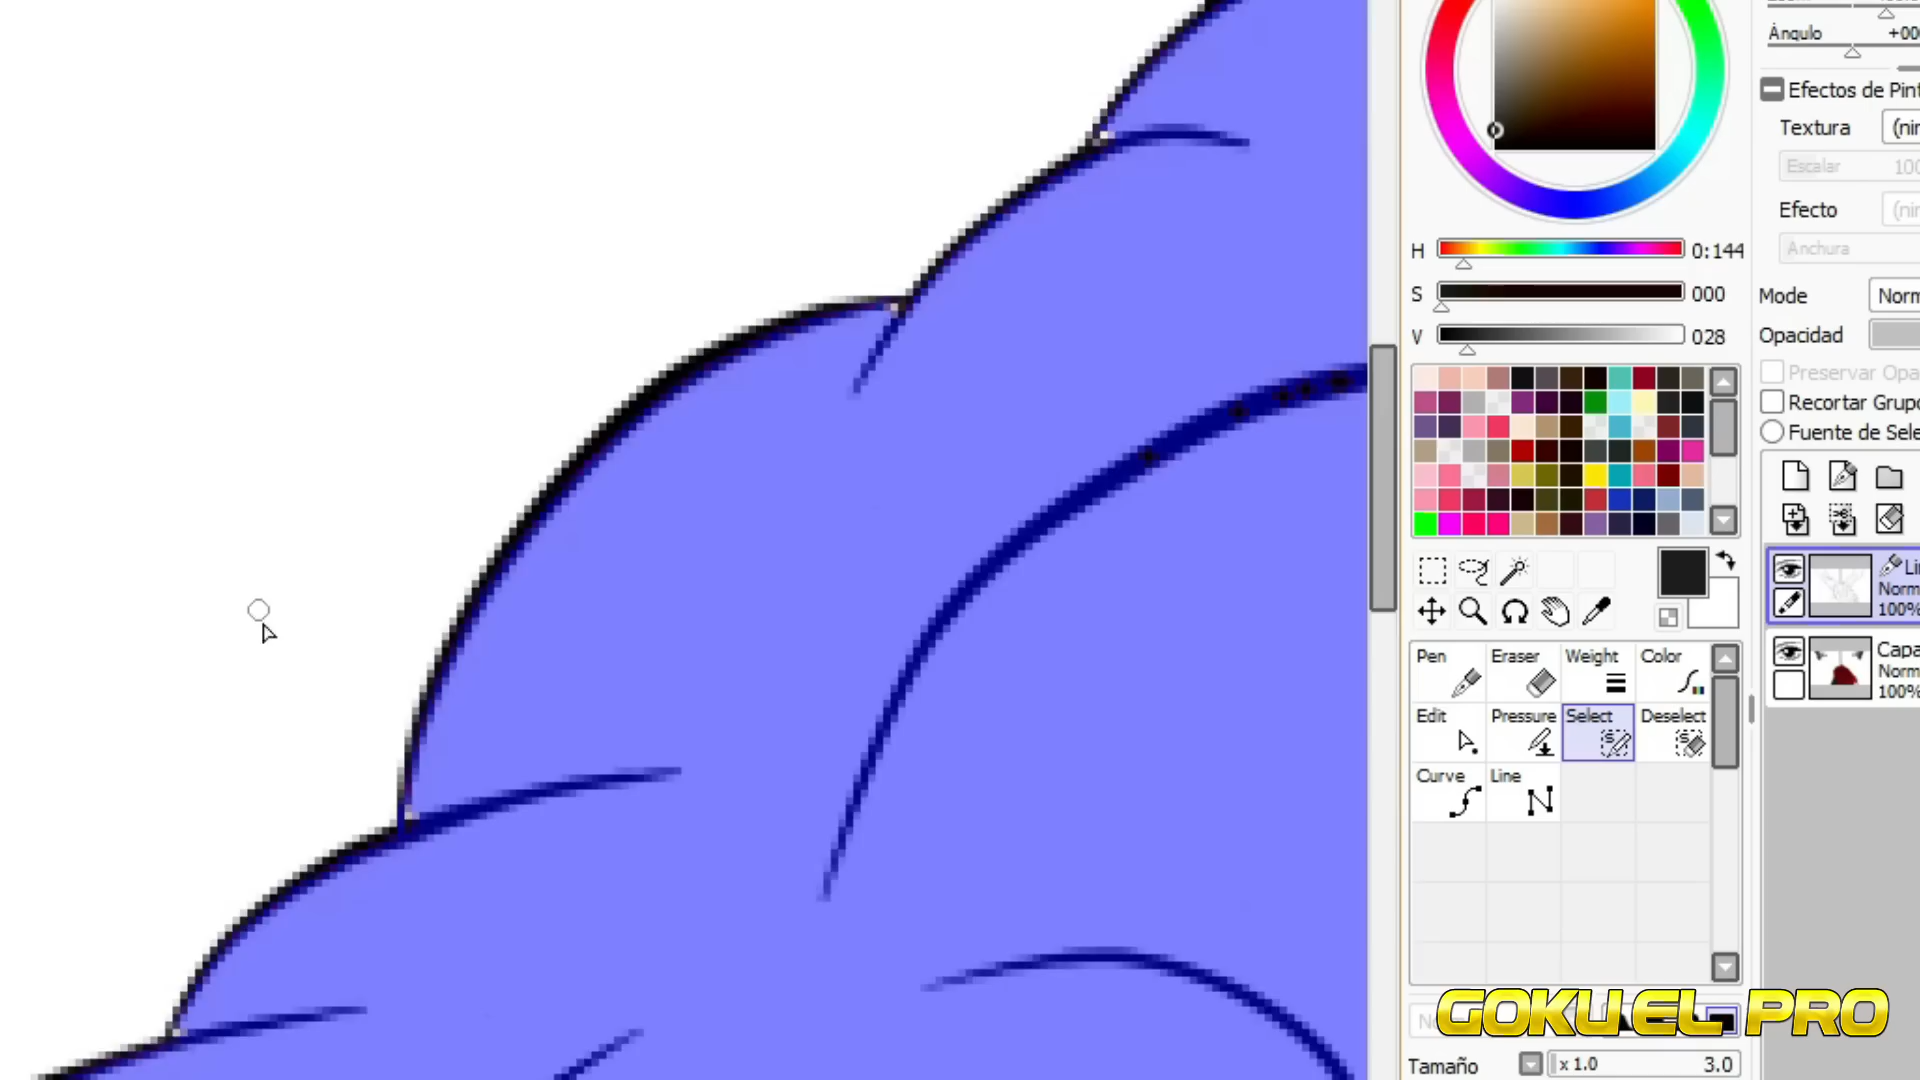 Ángulo +00
Efectos de Pint
Textura (nin
Escalar 100
Efecto (nin
Anchura
H 0:144
S 000
V 028
Mode Norm
Opacidad
Preservar Opa
Recortar Grupo
Fuente de Sele
Pen Eraser Weight Color
Edit Pressure Select Deselect
Curve Line
Norm
100%
Capa
Norm
100%
GOKU EL PRO
Tamaño x 1.0 3.0